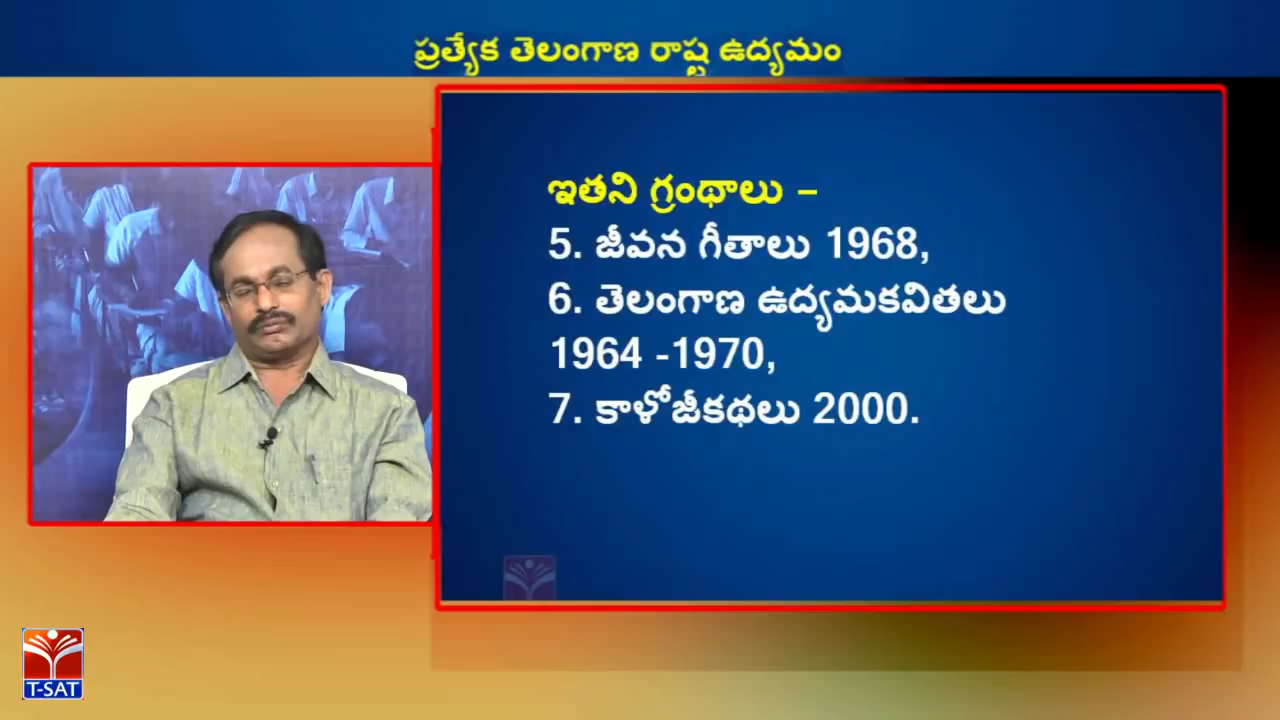 ప్రత్యేక తెలంగాణ రాష్ట ఉద్యమం
ఇతని గ్రంథాలు –
5. జీవన గీతాలు 1968,
6. తెలంగాణ ఉద్యమకవితలు
1964 -1970,
7. కాళోజీకథలు 2000.
T-SAT